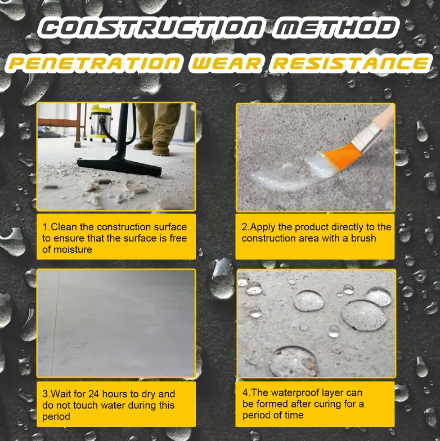 CONSTRUCTION METHOD
PENETRATION WEAR RESISTANCE
1.Clean the construction surface
to ensure that the surface is free
of moisture
2.Apply the product directly to the
construction area with a brush
3.Wait for 24 hours to dry and
do not touch water during this
period
4.The waterproof layer can
be formed after curing for a
period of time